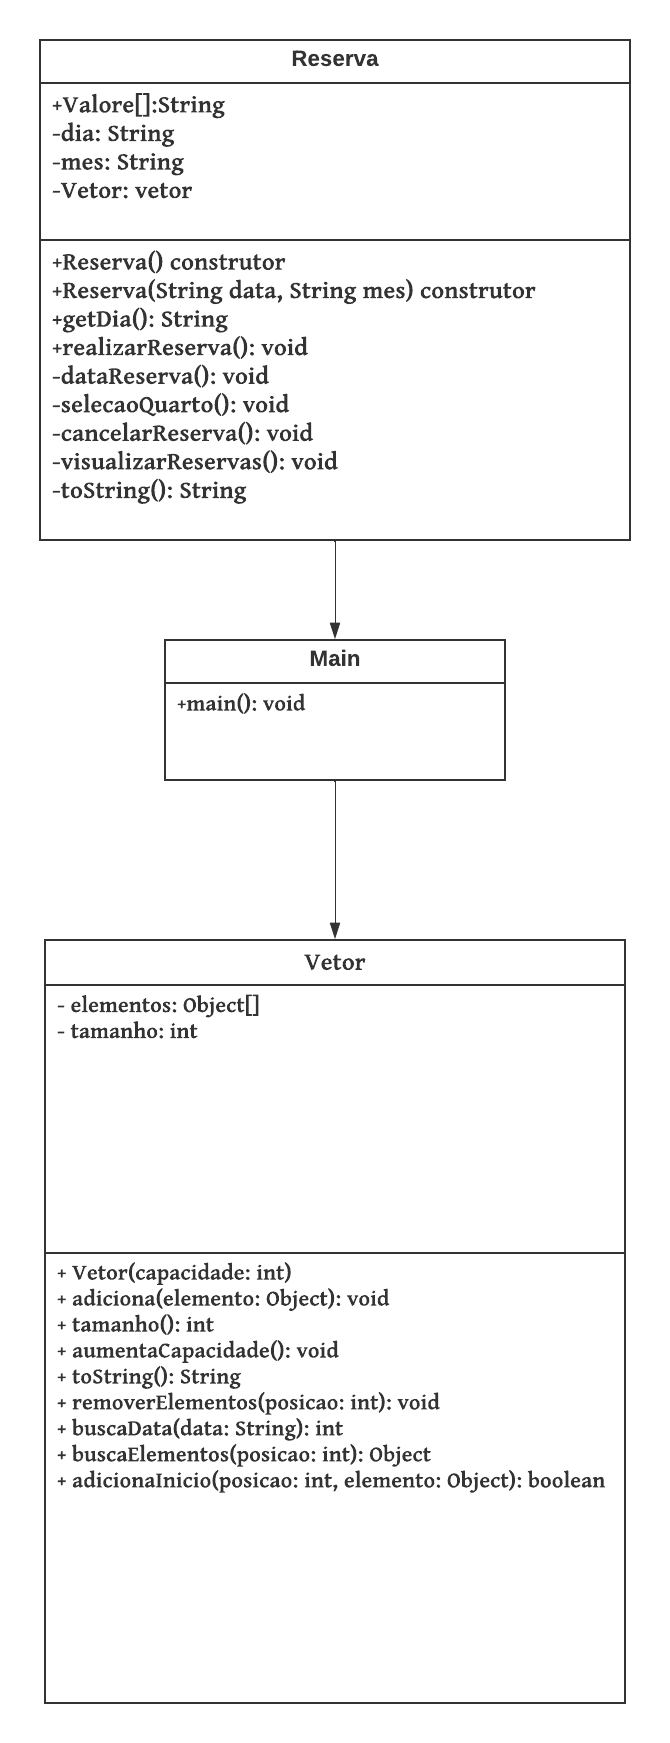 Reserva
+Valore[]:String
-dia: String
-mes: String
-Vetor: vetor
+Reserva() construtor
+Reserva(String data, String mes) construtor
+getDia(): String
+realizarReserva(): void
-dataReserva(): void
-selecaoQuarto(): void
-cancelarReserva(): void
-visualizarReservas(): void
-toString(): String
Main
+main(): void
Vetor
- elementos: Object[]
- tamanho: int
+ Vetor(capacidade: int)
+ adiciona(elemento: Object): void
+ tamanho(): int
+ aumentaCapacidade(): void
+ toString(): String
+ removerElementos(posicao: int): void
+ buscaData(data: String): int
+ buscaElementos(posicao: int): Object
+ adicionaInicio(posicao: int, elemento: Object): boolean